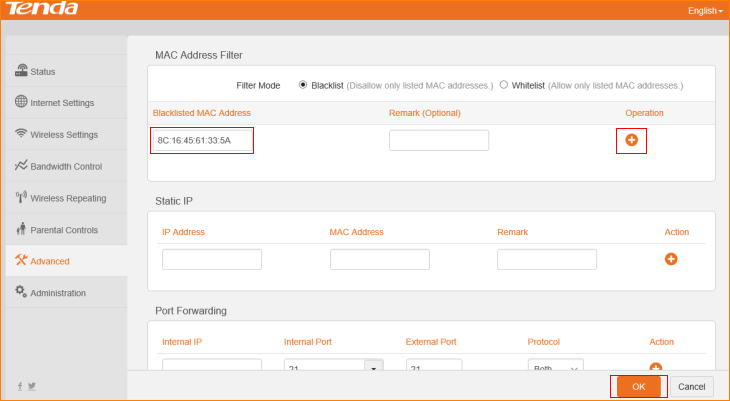 Tenda
English
MAC Address Filter
Status
Filter Mode Blacklist (Disallow only listed MAC addresses.) Whitelist (Allow only listed MAC addresses.)
Internet Settings
Blacklisted MAC Address Remark (Optional) Operation
Wireless Settings
8C:16:45:61:33:5A
Bandwidth Control
Wireless Repeating
Static IP
Parental Controls
IP Address MAC Address Remark Action
Advanced
Administration
Port Forwarding
Internal IP Internal Port External Port Protocol Action
21 21 Both
OK Cancel